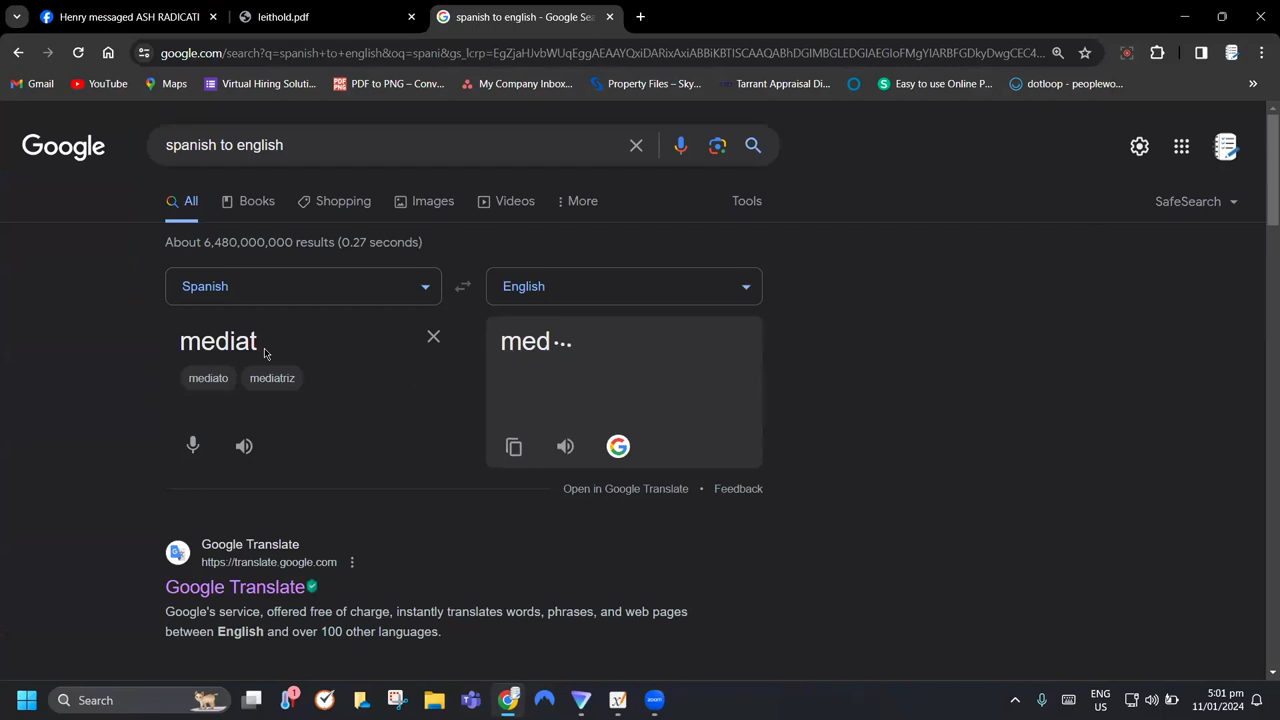 Henry messaged ASH RADICATI
leithold.pdf
spanish to english - Google Sea
google.com/search?q=spanish+to+english&oq=spani&gs_lcrp=EgZjaHJvbWUqEggAEAAYQxiDARixAxiABBiKBTISCAAQABhDGIMBGLEDGIAEGIoFMgYIARBFGDkyDwgCEC4...
Gmail
YouTube
Maps
Virtual Hiring Soluti...
PDF to PNG – Conv...
My Company Inbox...
Property Files – Sky...
Tarrant Appraisal Di...
Easy to use Online P...
dotloop - peoplewo...
Google
spanish to english
All
Books
Shopping
Images
Videos
More
Tools
SafeSearch
About 6,480,000,000 results (0.27 seconds)
Spanish
English
mediat
med...
mediato
mediatriz
Open in Google Translate • Feedback
Google Translate
https://translate.google.com
Google Translate
Google's service, offered free of charge, instantly translates words, phrases, and web pages
between English and over 100 other languages.
Search
1
ENG
US
5:01 pm
11/01/2024